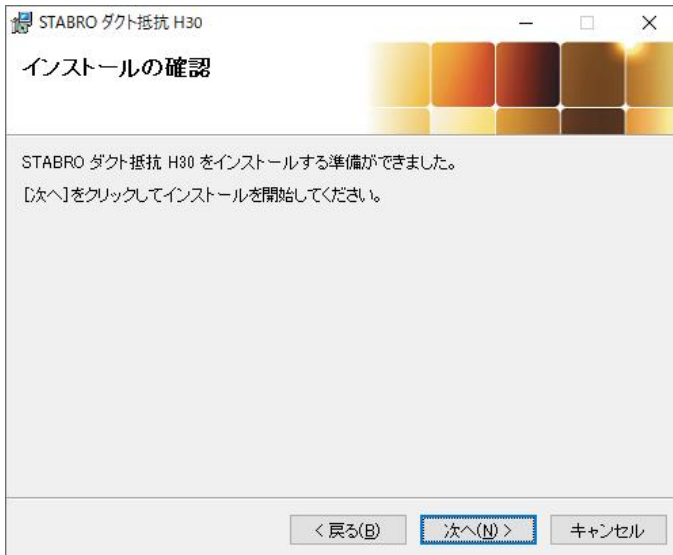 STABRO ダクト抵抗 H30
インストールの確認
STABRO ダクト抵抗 H30 をインストールする準備ができました。
[次へ]をクリックしてインストールを開始してください。
< 戻る(B)
次へ(N) >
キャンセル